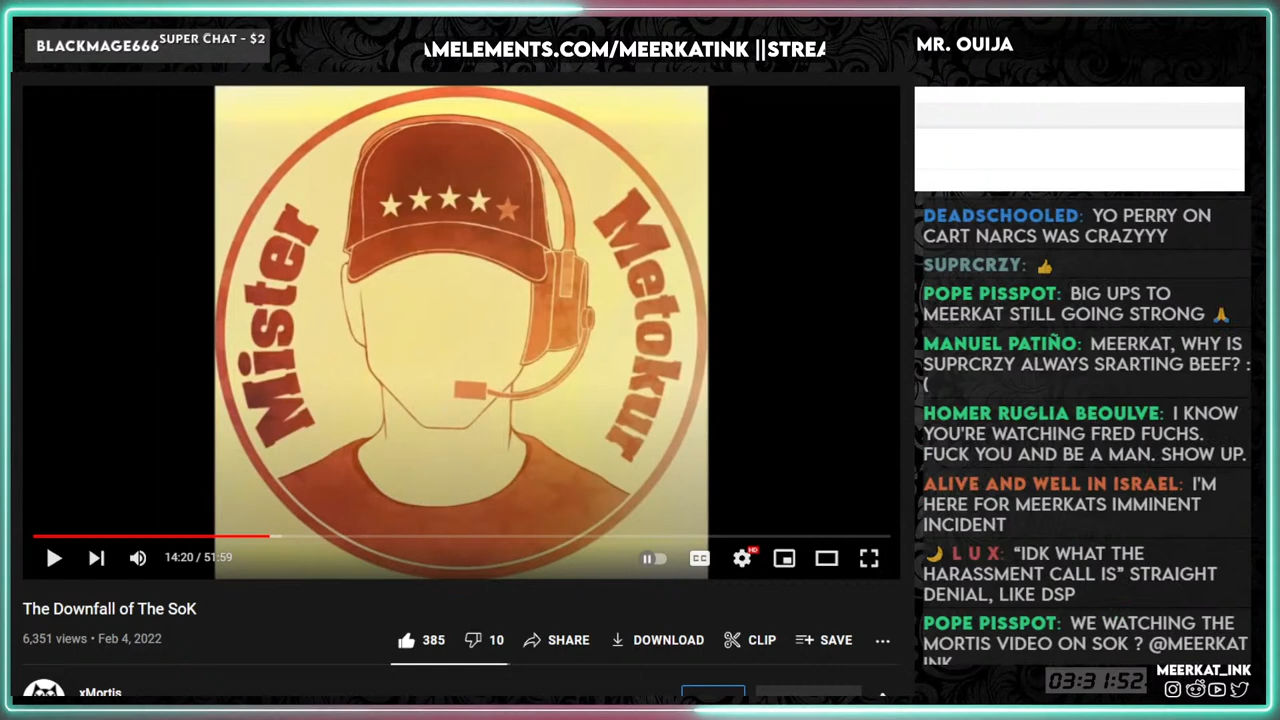 BLACKMAGE666
SUPER CHAT - $2
AMELEMENTS.COM/MEERKATINK ||STREA
MR. OUIJA
Mister
Metokur
14:20 / 51:59
CC
HD
The Downfall of The SoK
6,351 views • Feb 4, 2022
385
10
SHARE
DOWNLOAD
CLIP
SAVE
xMortis
DEADSCHOOLED: YO PERRY ON
CART NARCS WAS CRAZYYY
SUPRCRZY: 👍
POPE PISSPOT: BIG UPS TO
MEERKAT STILL GOING STRONG 🙏
MANUEL PATIÑO: MEERKAT, WHY IS
SUPRCRZY ALWAYS SRARTING BEEF? :
(
HOMER RUGLIA BEOULVE: I KNOW
YOU'RE WATCHING FRED FUCHS.
FUCK YOU AND BE A MAN. SHOW UP.
ALIVE AND WELL IN ISRAEL: I'M
HERE FOR MEERKATS IMMINENT
INCIDENT
🌙 L U X: “IDK WHAT THE
HARASSMENT CALL IS” STRAIGHT
DENIAL, LIKE DSP
POPE PISSPOT: WE WATCHING THE
MORTIS VIDEO ON SOK ? @MEERKAT
INK
03:31:52
MEERKAT_INK